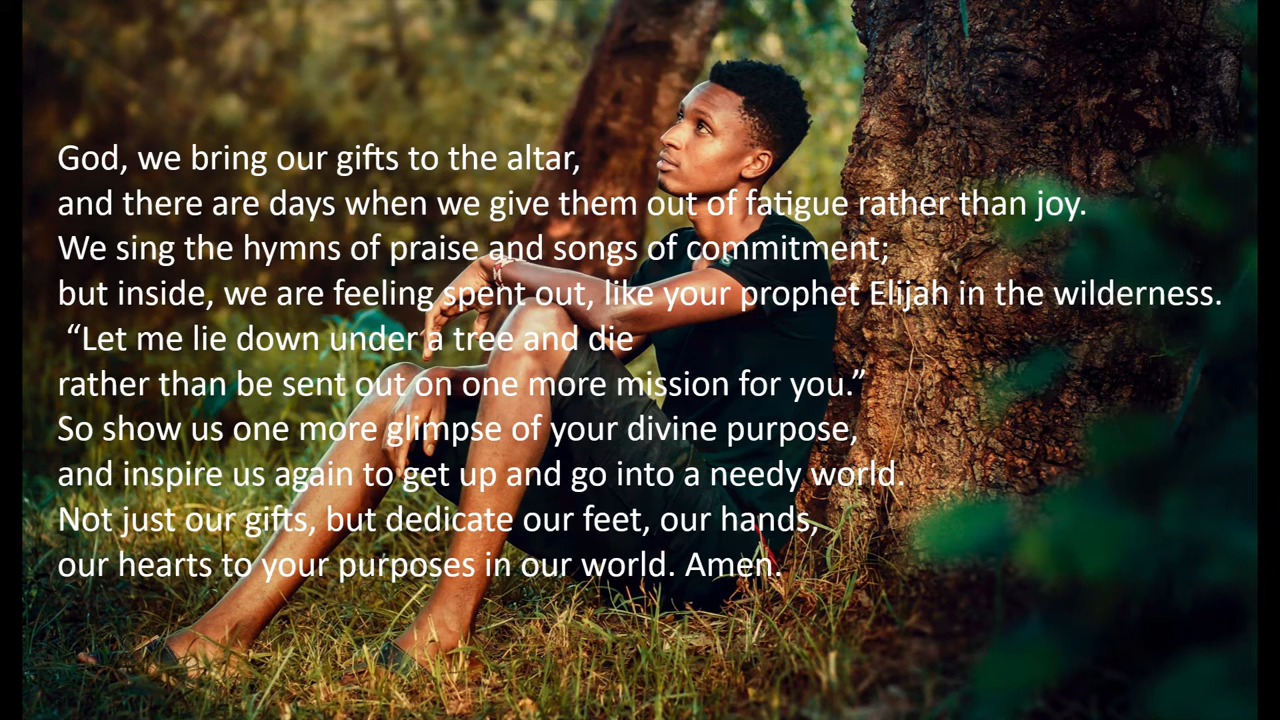 God, we bring our gifts to the altar,
and there are days when we give them out of fatigue rather than joy.
We sing the hymns of praise and songs of commitment;
but inside, we are feeling spent out, like your prophet Elijah in the wilderness.
“Let me lie down under a tree and die
rather than be sent out on one more mission for you.”
So show us one more glimpse of your divine purpose,
and inspire us again to get up and go into a needy world.
Not just our gifts, but dedicate our feet, our hands,
our hearts to your purposes in our world. Amen.